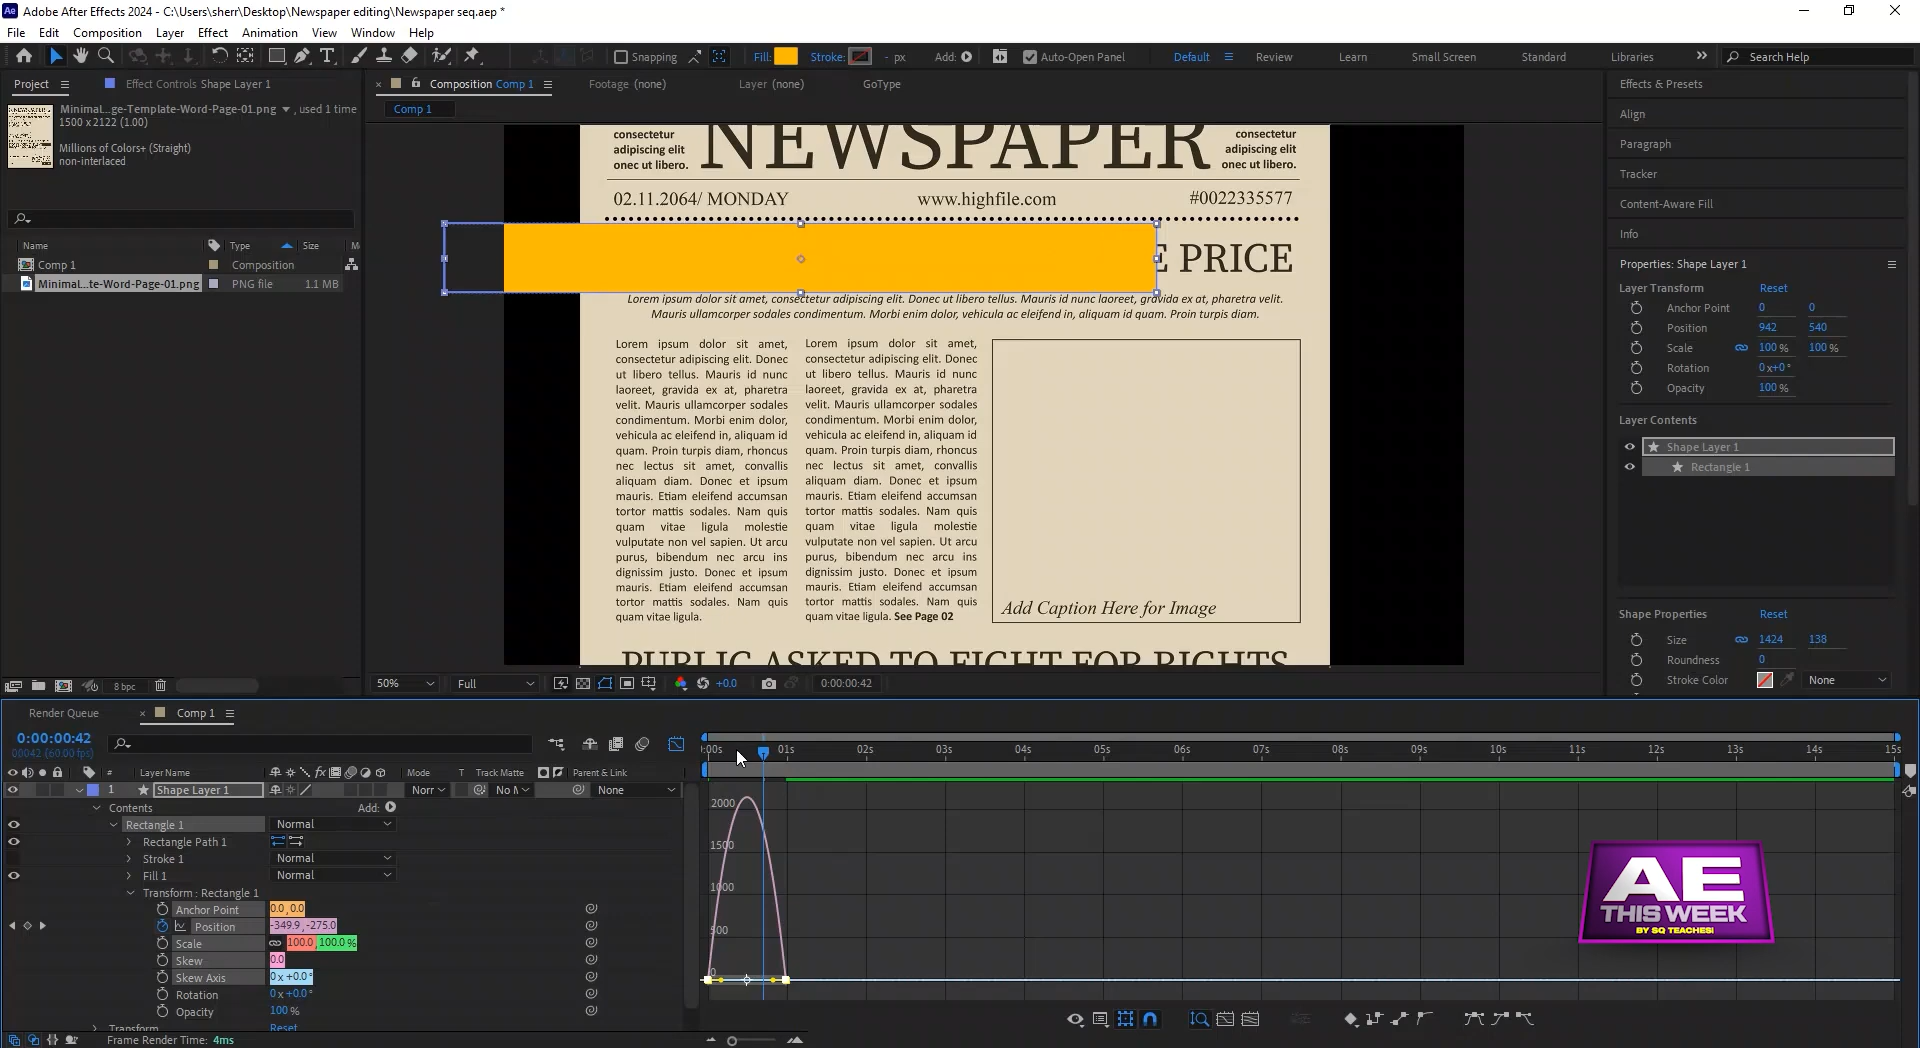 Adobe After Effects 2024 - C:\Users\sherr\Desktop\Newspaper editing\Newspaper seq.aep *
File Edit Composition Layer Effect Animation View Window Help
Snapping Fill: Stroke: - px Add: Auto-Open Panel Default Review Learn Small Screen Standard Libraries Search Help
Project Effect Controls Shape Layer 1
Composition Comp 1 Footage (none) Layer (none) GoType
Comp 1
Minimal...ge-Template-Word-Page-01.png, used 1 time
1500 x 2122 (1.00)
Millions of Colors+ (Straight)
non-interlaced
Name Type Size
Comp 1 Composition
Minimal...te-Word-Page-01.png PNG file 1.1 MB
8 bpc
consectetur
adipiscing elit
onec ut libero.
NEWSPAPER
consectetur
adipiscing elit
onec ut libero.
02.11.2064/ MONDAY www.highfile.com #0022335577
PRICE
Lorem ipsum dolor sit amet, consectetur adipiscing elit. Donec ut libero tellus. Mauris id nunc laoreet, gravida ex at, pharetra velit.
Mauris ullamcorper sodales condimentum. Morbi enim dolor, vehicula ac eleifend in, aliquam id quam. Proin turpis diam.
Lorem ipsum dolor sit amet,
consectetur adipiscing elit. Donec
ut libero tellus. Mauris id nunc
laoreet, gravida ex at, pharetra
velit. Mauris ullamcorper sodales
condimentum. Morbi enim dolor,
vehicula ac eleifend in, aliquam id
quam. Proin turpis diam, rhoncus
nec lectus sit amet, convallis
aliquam diam. Donec et ipsum
mauris. Etiam eleifend accumsan
tortor mattis sodales. Nam quis
quam vitae ligula molestie
vulputate non vel sapien. Ut arcu
purus, bibendum nec arcu ins
dignissim justo. Donec et ipsum
mauris. Etiam eleifend accumsan
tortor mattis sodales. Nam quis
quam vitae ligula.
Lorem ipsum dolor sit amet,
consectetur adipiscing elit. Donec
ut libero tellus. Mauris id nunc
laoreet, gravida ex at, pharetra
velit. Mauris ullamcorper sodales
condimentum. Morbi enim dolor,
vehicula ac eleifend in, aliquam id
quam. Proin turpis diam, rhoncus
nec lectus sit amet, convallis
aliquam diam. Donec et ipsum
mauris. Etiam eleifend accumsan
tortor mattis sodales. Nam quis
quam vitae ligula molestie
vulputate non vel sapien. Ut arcu
purus, bibendum nec arcu ins
dignissim justo. Donec et ipsum
mauris. Etiam eleifend accumsan
tortor mattis sodales. Nam quis
quam vitae ligula. See Page 02
Add Caption Here for Image
PUBLIC ASKED TO FIGHT FOR RIGHTS
50% Full +0.0 0:00:00:42
Effects & Presets
Align
Paragraph
Tracker
Content-Aware Fill
Info
Properties: Shape Layer 1
Layer Transform Reset
Anchor Point 0 0
Position 942 540
Scale 100 % 100 %
Rotation 0x+0°
Opacity 100 %
Layer Contents
Shape Layer 1
Rectangle 1
Shape Properties Reset
Size 1424 138
Roundness 0
Stroke Color None
Render Queue Comp 1
0:00:00:42
00042 (60.00 fps)
# Layer Name Mode T Track Matte Parent & Link
1 Shape Layer 1 Norr No M None
Contents Add:
Rectangle 1 Normal
Rectangle Path 1
Stroke 1 Normal
Fill 1 Normal
Transform : Rectangle 1
Anchor Point 0.0,0.0
Position -349.9,-275.0
Scale 100.0,100.0 %
Skew 0.0
Skew Axis 0x+0.0°
Rotation 0x+0.0°
Opacity 100 %
Transform Reset
Frame Render Time: 4ms
:00s 01s 02s 03s 04s 05s 06s 07s 08s 09s 10s 11s 12s 13s 14s 15s
2000
1500
1000
500
0
AE
THIS WEEK
BY SQ TEACHES!